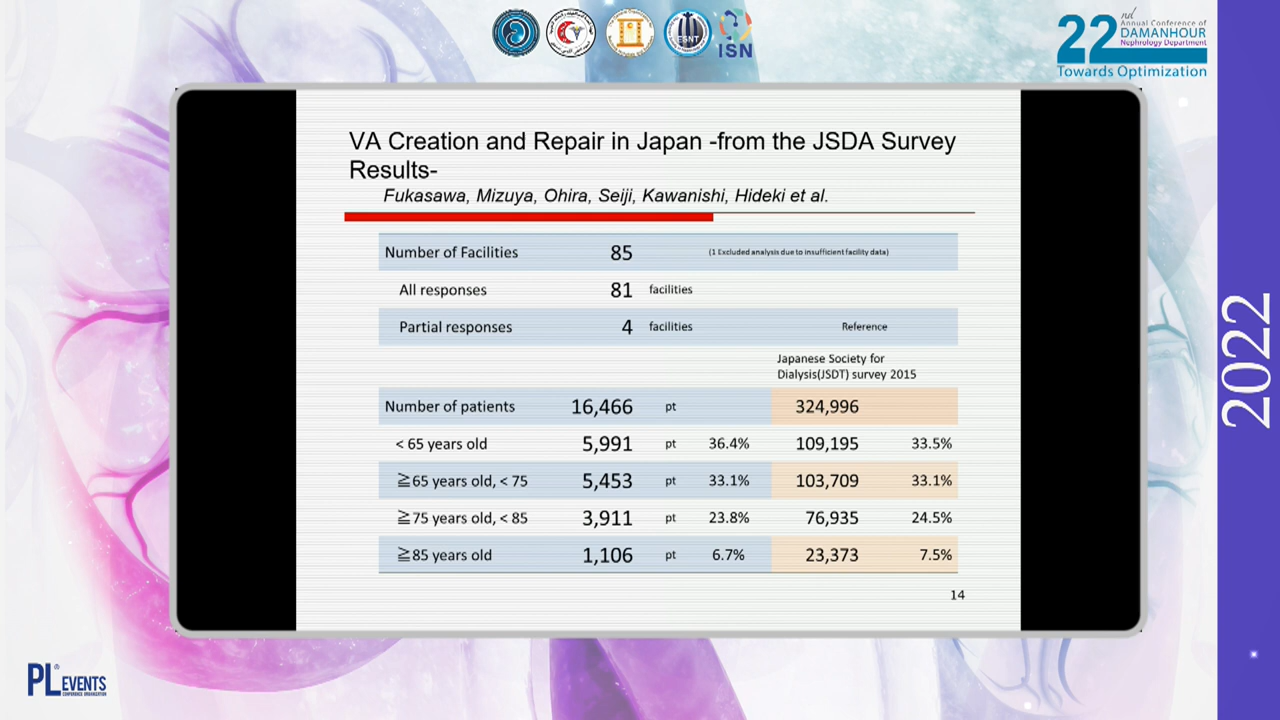 ESNT
ISN
22nd
Annual Conference of
DAMANHOUR
Nephrology Department
Towards Optimization
VA Creation and Repair in Japan -from the JSDA Survey
Results-
Fukasawa, Mizuya, Ohira, Seiji, Kawanishi, Hideki et al.
Number of Facilities 85 (1 Excluded analysis due to insufficient facility data)
All responses 81 facilities
Partial responses 4 facilities Reference
Japanese Society for
Dialysis(JSDT) survey 2015
Number of patients 16,466 pt 324,996
< 65 years old 5,991 pt 36.4% 109,195 33.5%
≧65 years old, < 75 5,453 pt 33.1% 103,709 33.1%
≧75 years old, < 85 3,911 pt 23.8% 76,935 24.5%
≧85 years old 1,106 pt 6.7% 23,373 7.5%
14
2022
PL® EVENTS
CONFERENCE ORGANIZATION